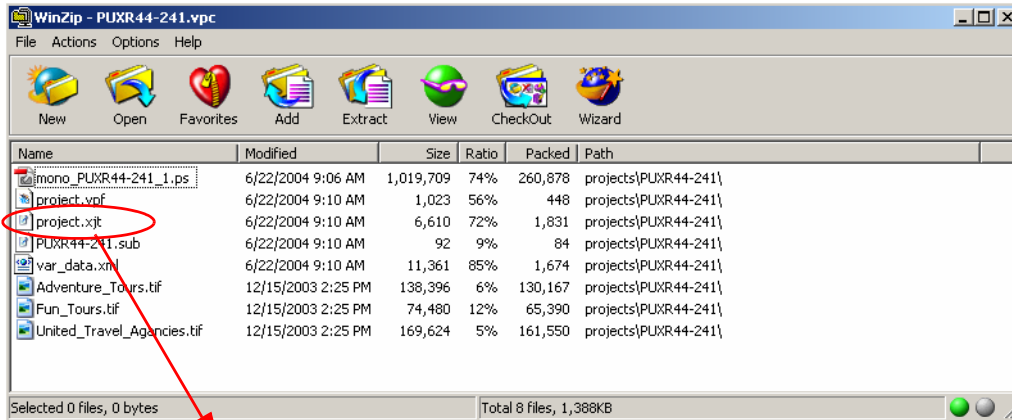 WinZip - PUXR44-241.vpc
File Actions Options Help
New Open Favorites Add Extract View CheckOut Wizard
Name Modified Size Ratio Packed Path
mono_PUXR44-241_1.ps 6/22/2004 9:06 AM 1,019,709 74% 260,878 projects\PUXR44-241\
project.vpf 6/22/2004 9:10 AM 1,023 56% 448 projects\PUXR44-241\
project.xjt 6/22/2004 9:10 AM 6,610 72% 1,831 projects\PUXR44-241\
PUXR44-241.sub 6/22/2004 9:10 AM 92 9% 84 projects\PUXR44-241\
var_data.xml 6/22/2004 9:10 AM 11,361 85% 1,674 projects\PUXR44-241\
Adventure_Tours.tif 12/15/2003 2:25 PM 138,396 6% 130,167 projects\PUXR44-241\
Fun_Tours.tif 12/15/2003 2:25 PM 74,480 12% 65,390 projects\PUXR44-241\
United_Travel_Agancies.tif 12/15/2003 2:25 PM 169,624 5% 161,550 projects\PUXR44-241\
Selected 0 files, 0 bytes Total 8 files, 1,388KB